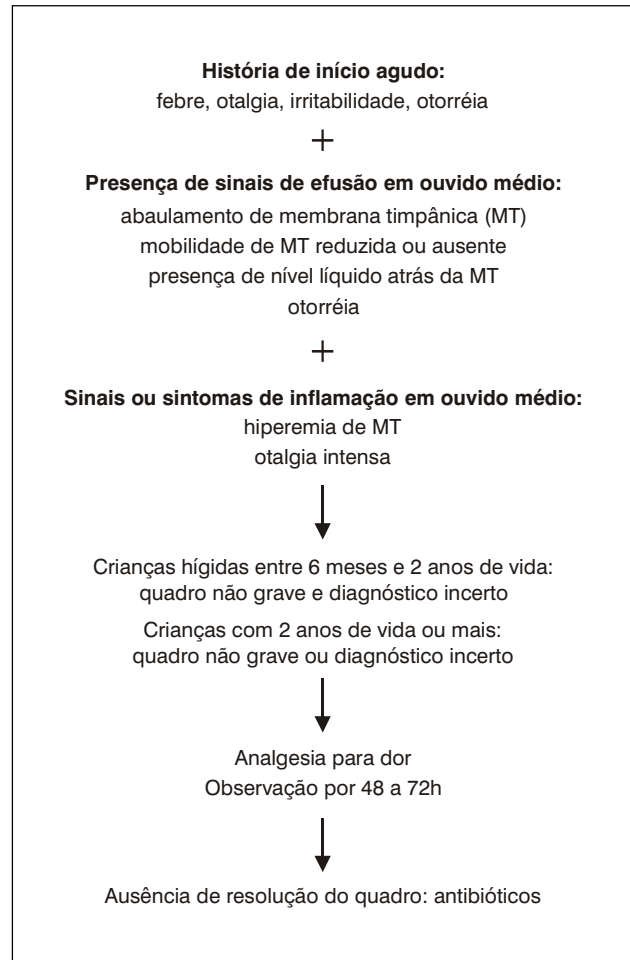 História de início agudo:
febre, otalgia, irritabilidade, otorréia
+
Presença de sinais de efusão em ouvido médio:
abaulamento de membrana timpânica (MT)
mobilidade de MT reduzida ou ausente
presença de nível líquido atrás da MT
otorréia
+
Sinais ou sintomas de inflamação em ouvido médio:
hiperemia de MT
otalgia intensa
Crianças hígidas entre 6 meses e 2 anos de vida:
quadro não grave e diagnóstico incerto
Crianças com 2 anos de vida ou mais:
quadro não grave ou diagnóstico incerto
Analgesia para dor
Observação por 48 a 72h
Ausência de resolução do quadro: antibióticos